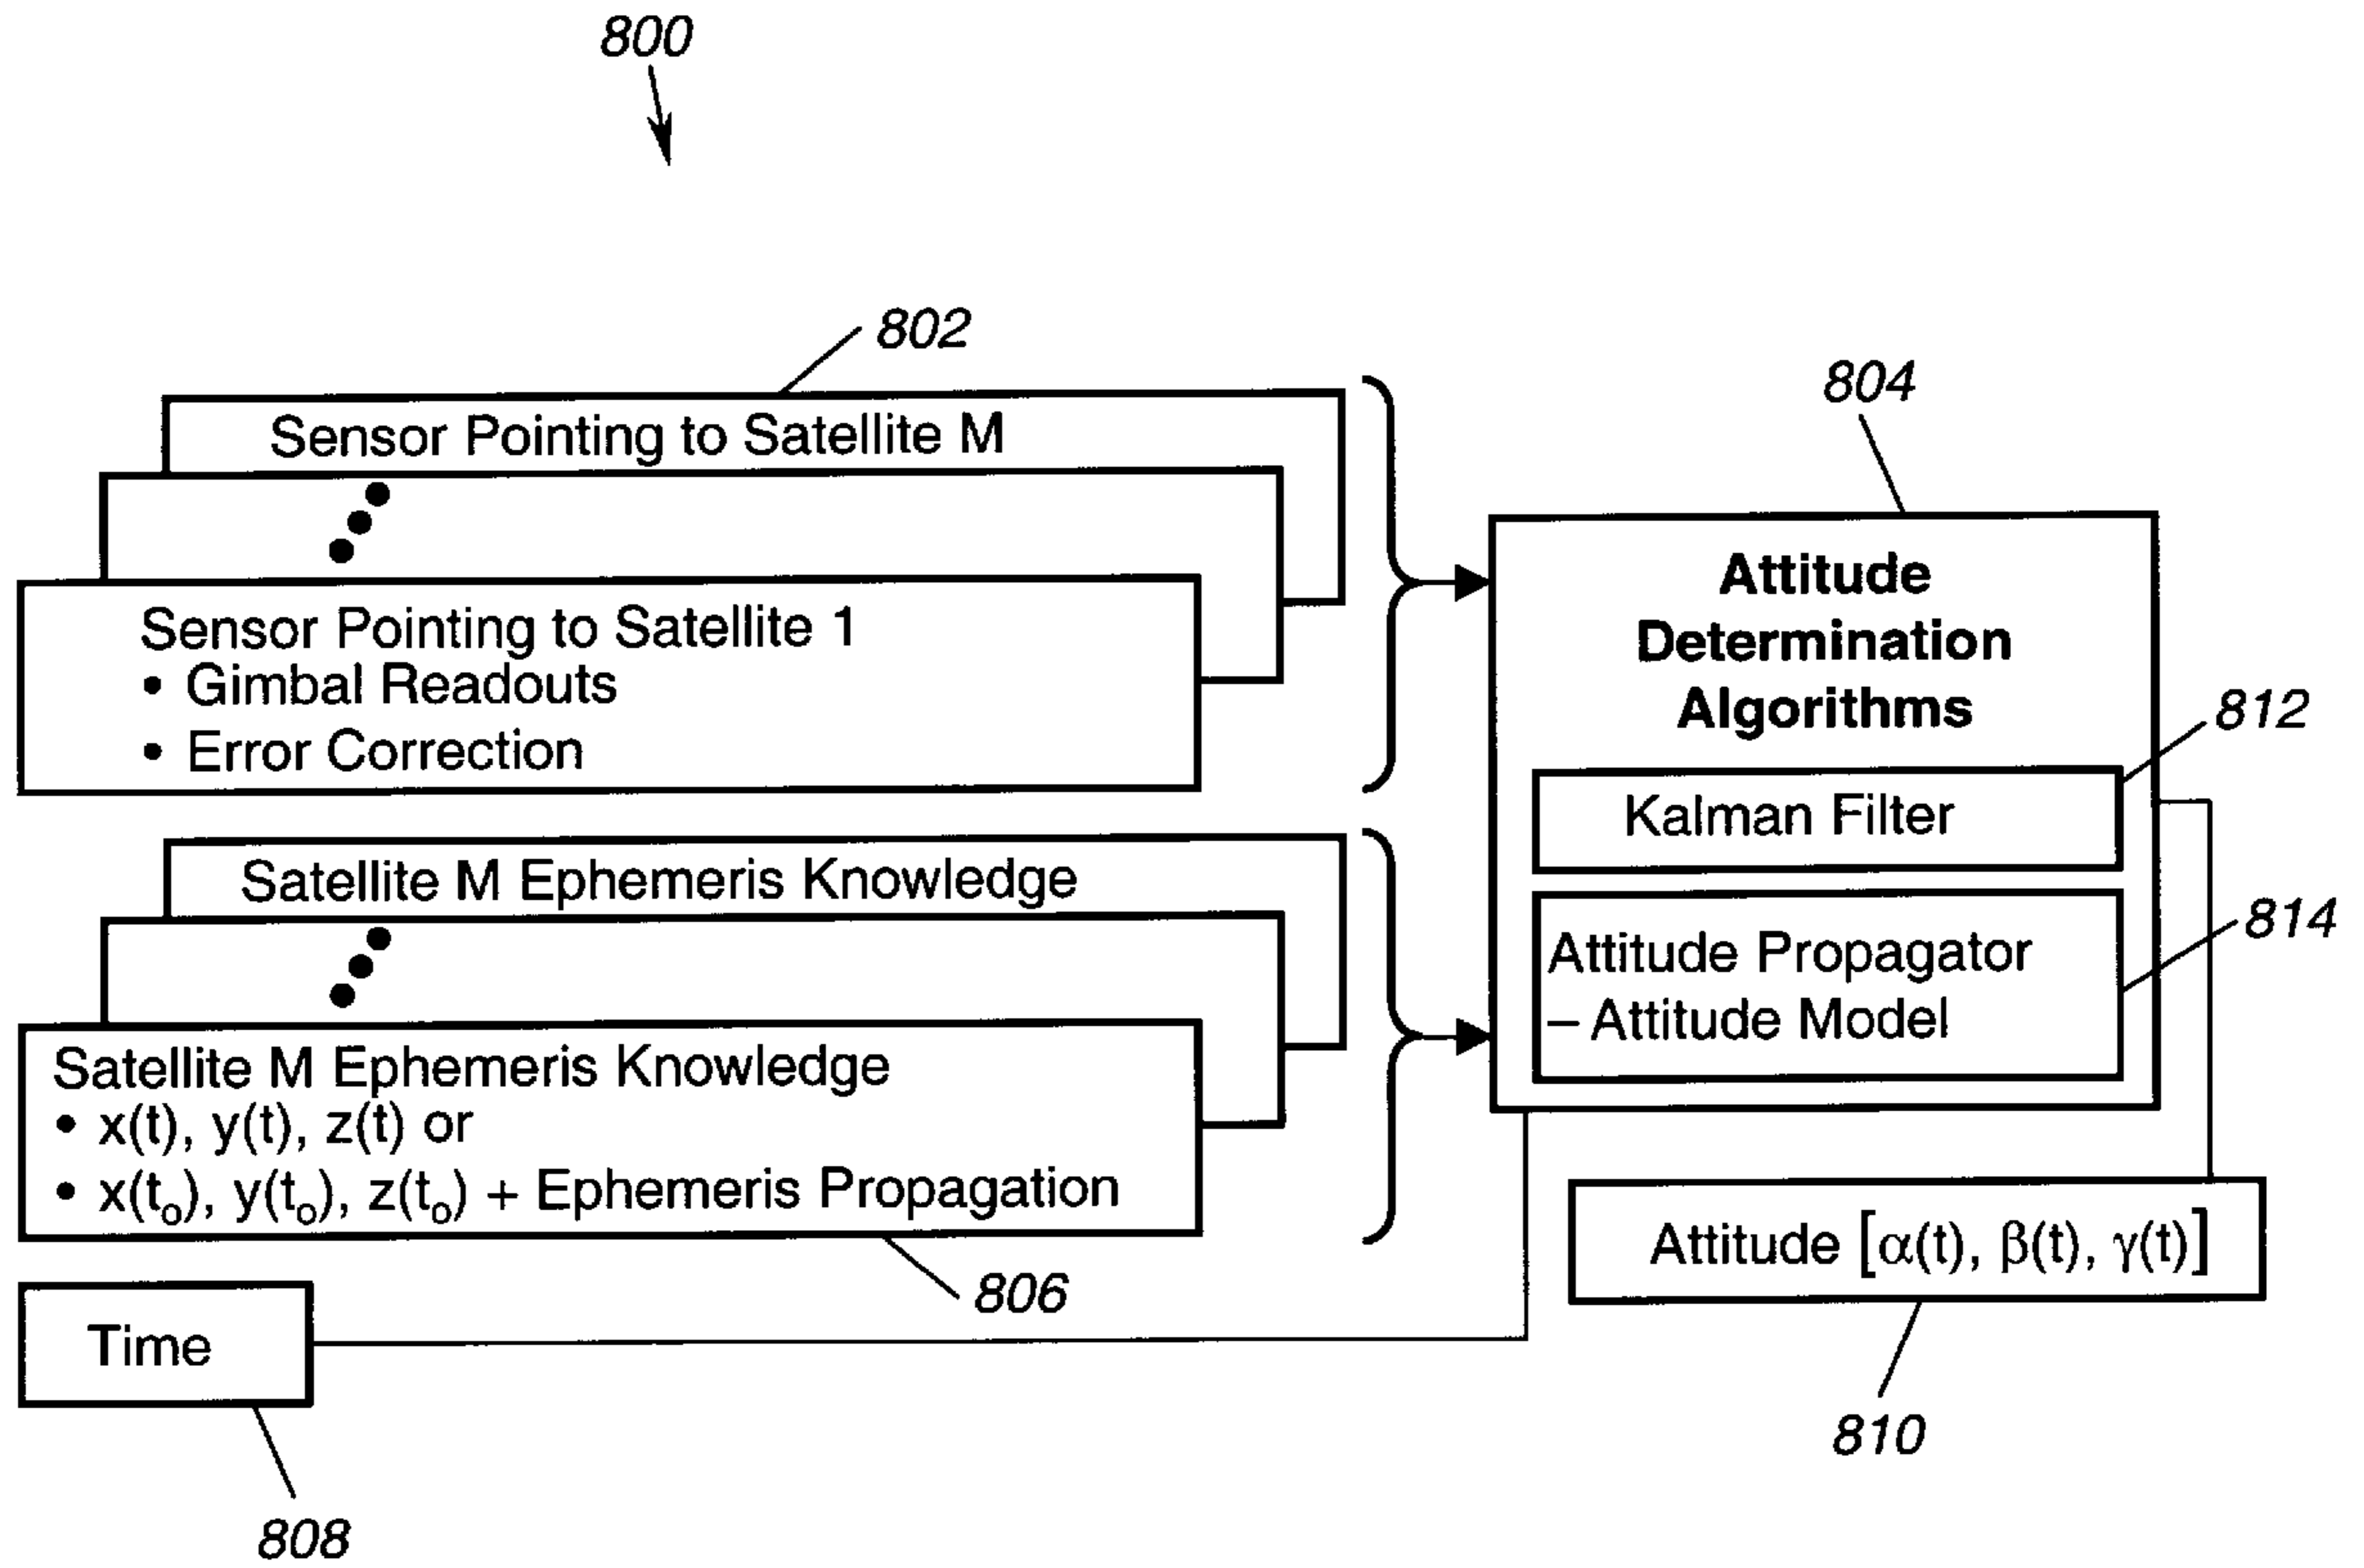 800
802
Sensor Pointing to Satellite M
Sensor Pointing to Satellite 1
• Gimbal Readouts
• Error Correction
Satellite M Ephemeris Knowledge
Satellite M Ephemeris Knowledge
• x(t), y(t), z(t) or
• x(tₒ), y(tₒ), z(tₒ) + Ephemeris Propagation
806
Time
808
804
Attitude
Determination
Algorithms
812
Kalman Filter
814
Attitude Propagator
– Attitude Model
Attitude [α(t), β(t), γ(t)]
810